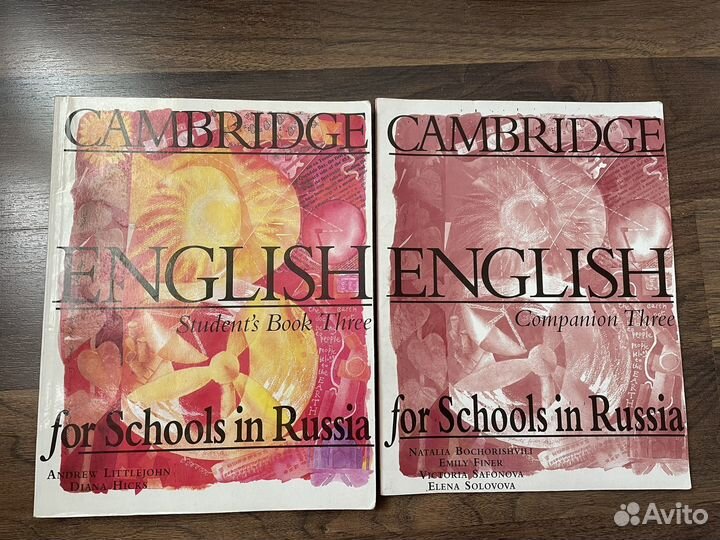 CAMBRIDGE
ENGLISH
Student's Book Three
for Schools in Russia
ANDREW LITTLEJOHN
DIANA HICKS
CAMBRIDGE
ENGLISH
Companion Three
for Schools in Russia
NATALIA BOCHORISHVILI
EMILY FINER
VICTORIA SAFONOVA
ELENA SOLOVOVA
Avito